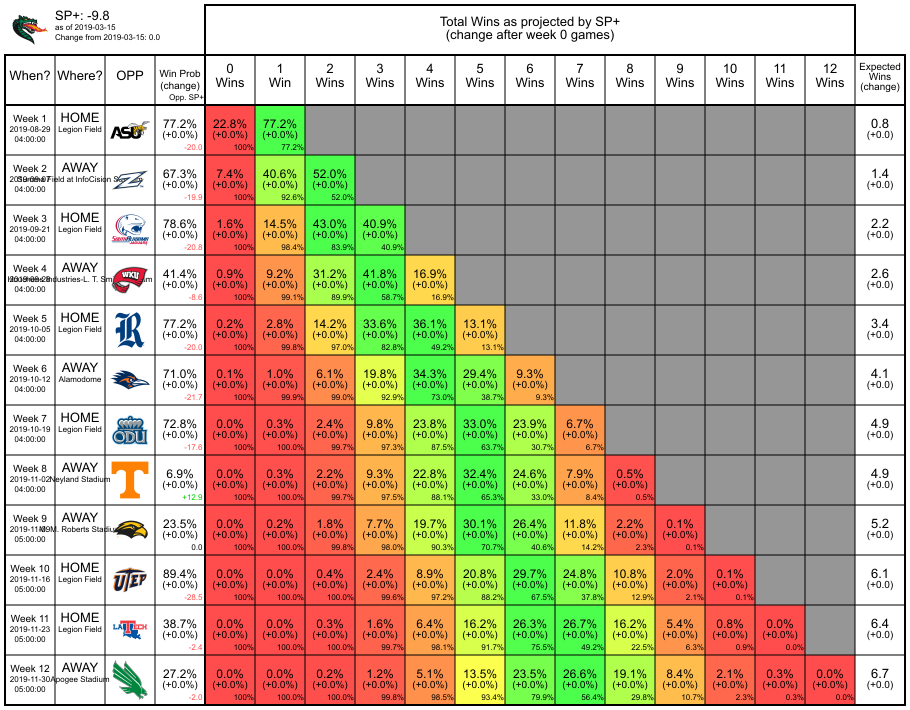 SP+: -9.8
as of 2019-03-15
Change from 2019-03-15: 0.0
Total Wins as projected by SP+
(change after week 0 games)
When? Where? OPP Win Prob (change) Opp. SP+ 0 Wins 1 Win 2 Wins 3 Wins 4 Wins 5 Wins 6 Wins 7 Wins 8 Wins 9 Wins 10 Wins 11 Wins 12 Wins Expected Wins (change)
Week 1 HOME 77.2% 22.8% 77.2% 0.8
2019-08-29 Legion Field ASU (+0.0%) (+0.0%) (+0.0%) (+0.0)
04:00:00 -20.0 100% 77.2%
Week 2 AWAY 67.3% 7.4% 40.6% 52.0% 1.4
Field at InfoCision Z (+0.0%) (+0.0%) (+0.0%) (+0.0%) (+0.0)
04:00:00 -19.9 100% 92.6% 52.0%
Week 3 HOME 78.6% 1.6% 14.5% 43.0% 40.9% 2.2
2019-09-21 Legion Field SOUTH ALABAMA JAGUARS (+0.0%) (+0.0%) (+0.0%) (+0.0%) (+0.0%) (+0.0)
04:00:00 -20.8 100% 98.4% 83.9% 40.9%
Week 4 AWAY 41.4% 0.9% 9.2% 31.2% 41.8% 16.9% 2.6
Industries-L. T. WKU (+0.0%) (+0.0%) (+0.0%) (+0.0%) (+0.0%) (+0.0%) (+0.0)
04:00:00 -8.6 100% 99.1% 89.9% 58.7% 16.9%
Week 5 HOME 77.2% 0.2% 2.8% 14.2% 33.6% 36.1% 13.1% 3.4
2019-10-05 Legion Field R (+0.0%) (+0.0%) (+0.0%) (+0.0%) (+0.0%) (+0.0%) (+0.0%) (+0.0)
04:00:00 -20.0 100% 99.8% 97.0% 82.8% 49.2% 13.1%
Week 6 AWAY 71.0% 0.1% 1.0% 6.1% 19.8% 34.3% 29.4% 9.3% 4.1
2019-10-12 Alamodome (+0.0%) (+0.0%) (+0.0%) (+0.0%) (+0.0%) (+0.0%) (+0.0%) (+0.0%) (+0.0)
04:00:00 -21.7 100% 99.9% 99.0% 92.9% 73.0% 38.7% 9.3%
Week 7 HOME 72.8% 0.0% 0.3% 2.4% 9.8% 23.8% 33.0% 23.9% 6.7% 4.9
2019-10-19 Legion Field ODU (+0.0%) (+0.0%) (+0.0%) (+0.0%) (+0.0%) (+0.0%) (+0.0%) (+0.0%) (+0.0%) (+0.0)
04:00:00 -17.6 100% 100.0% 99.7% 97.3% 87.5% 63.7% 30.7% 6.7%
Week 8 AWAY 6.9% 0.0% 0.3% 2.2% 9.3% 22.8% 32.4% 24.6% 7.9% 0.5% 4.9
2019-11-02 Neyland Stadium T (+0.0%) (+0.0%) (+0.0%) (+0.0%) (+0.0%) (+0.0%) (+0.0%) (+0.0%) (+0.0%) (+0.0%) (+0.0)
04:00:00 +12.9 100% 100.0% 99.7% 97.5% 88.1% 65.3% 33.0% 8.4% 0.5%
Week 9 AWAY 23.5% 0.0% 0.2% 1.8% 7.7% 19.7% 30.1% 26.4% 11.8% 2.2% 0.1% 5.2
M. Roberts (+0.0%) (+0.0%) (+0.0%) (+0.0%) (+0.0%) (+0.0%) (+0.0%) (+0.0%) (+0.0%) (+0.0%) (+0.0%) (+0.0)
05:00:00 0.0 100% 100.0% 99.8% 98.0% 90.3% 70.7% 40.6% 14.2% 2.3% 0.1%
Week 10 HOME 89.4% 0.0% 0.0% 0.4% 2.4% 8.9% 20.8% 29.7% 24.8% 10.8% 2.0% 0.1% 6.1
2019-11-16 Legion Field UTEP (+0.0%) (+0.0%) (+0.0%) (+0.0%) (+0.0%) (+0.0%) (+0.0%) (+0.0%) (+0.0%) (+0.0%) (+0.0%) (+0.0%) (+0.0)
05:00:00 -28.5 100% 100.0% 100.0% 99.6% 97.2% 88.2% 67.5% 37.8% 12.9% 2.1% 0.1%
Week 11 HOME 38.7% 0.0% 0.0% 0.3% 1.6% 6.4% 16.2% 26.3% 26.7% 16.2% 5.4% 0.8% 0.0% 6.4
2019-11-23 Legion Field LA TECH (+0.0%) (+0.0%) (+0.0%) (+0.0%) (+0.0%) (+0.0%) (+0.0%) (+0.0%) (+0.0%) (+0.0%) (+0.0%) (+0.0%) (+0.0%) (+0.0)
05:00:00 -2.4 100% 100.0% 100.0% 99.7% 98.1% 91.7% 75.5% 49.2% 22.5% 6.3% 0.9% 0.0%
Week 12 AWAY 27.2% 0.0% 0.0% 0.2% 1.2% 5.1% 13.5% 23.5% 26.6% 19.1% 8.4% 2.1% 0.3% 0.0% 6.7
2019-11-30 Apogee Stadium (+0.0%) (+0.0%) (+0.0%) (+0.0%) (+0.0%) (+0.0%) (+0.0%) (+0.0%) (+0.0%) (+0.0%) (+0.0%) (+0.0%) (+0.0%) (+0.0%) (+0.0)
05:00:00 -2.0 100% 100.0% 100.0% 99.8% 98.5% 93.4% 79.9% 56.4% 29.8% 10.7% 2.3% 0.3% 0.0%